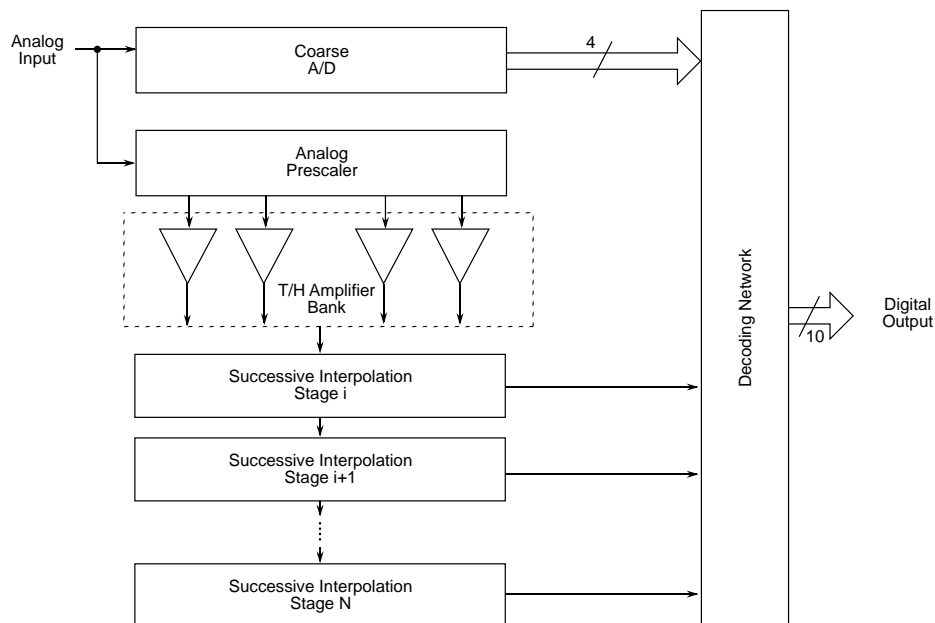 Analog
Input
Coarse
A/D
4
Analog
Prescaler
T/H Amplifier
Bank
Successive Interpolation
Stage i
Successive Interpolation
Stage i+1
Successive Interpolation
Stage N
Decoding Network
10
Digital
Output